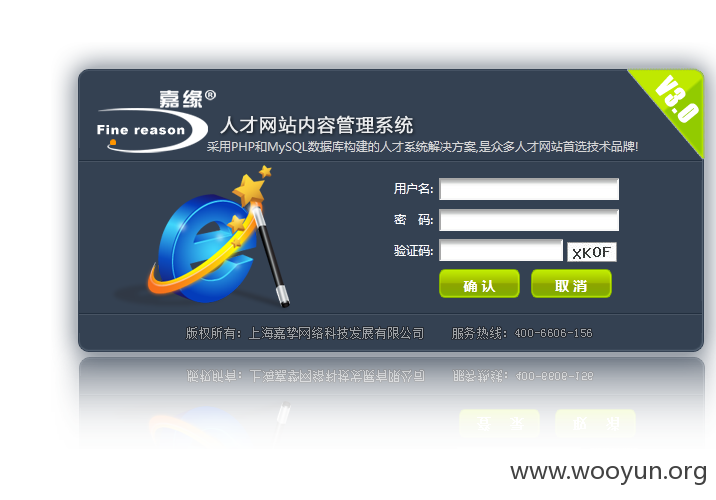 嘉缘®
Fine reason
人才网站内容管理系统
采用PHP和MySQL数据库构建的人才系统解决方案,是众多人才网站首选技术品牌!
V3.0
用户名:
密 码:
验证码:
XKOF
确 认 取 消
版权所有: 上海嘉挚网络科技发展有限公司 服务热线: 400-6606-156
www.wooyun.org